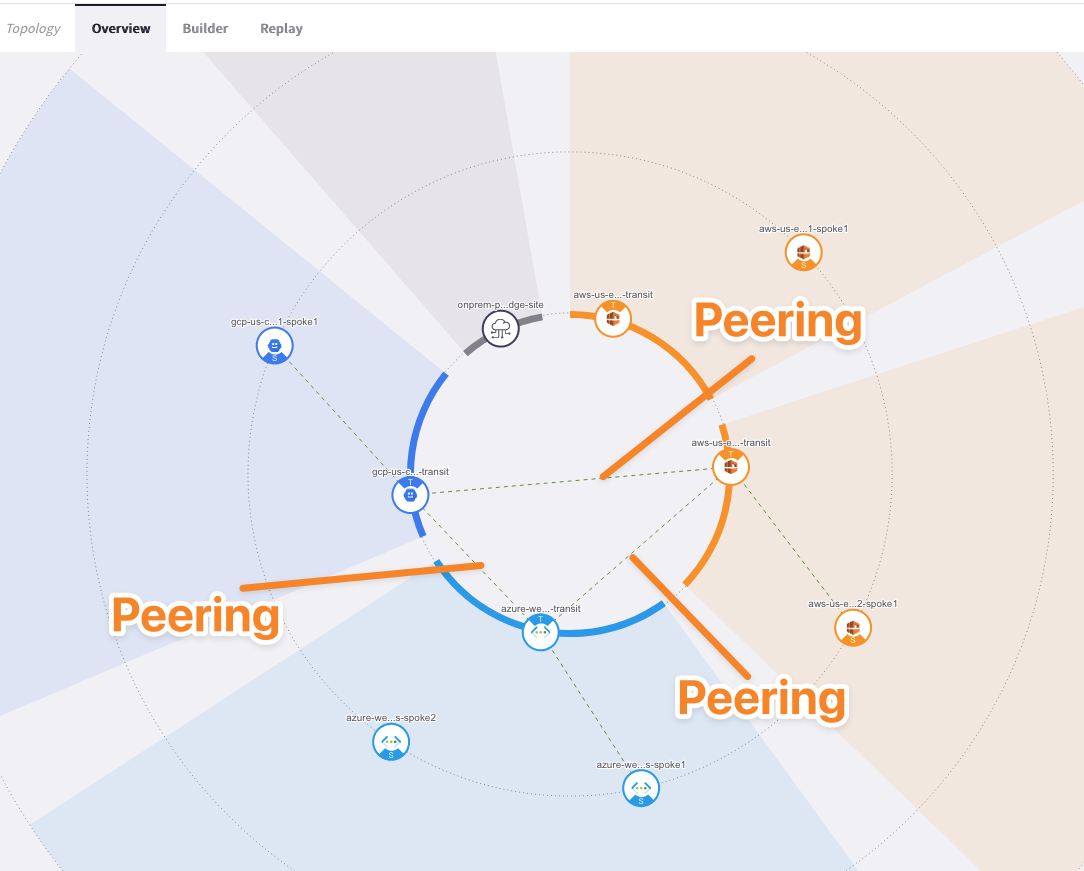 Topology Overview Builder Replay
aws-us-e...1-spoke1
aws-us-e...-transit
T
S
onprem-p...dge-site
Peering
gcp-us-c...1-spoke1
S
aws-us-e...-transit
T
gcp-us-c...-transit
T
Peering
azure-we...-transit
T
aws-us-e...2-spoke1
S
Peering
azure-we...s-spoke2
S
azure-we...s-spoke1
S